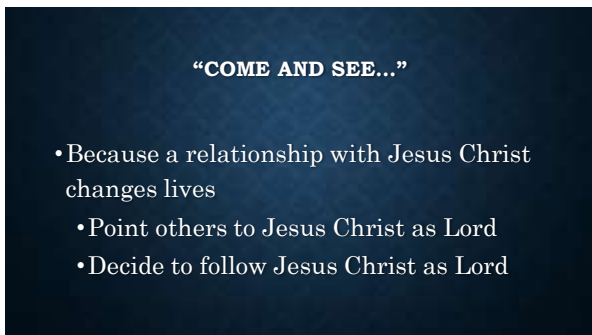 “COME AND SEE…”
•Because a relationship with Jesus Christ
changes lives
•Point others to Jesus Christ as Lord
•Decide to follow Jesus Christ as Lord